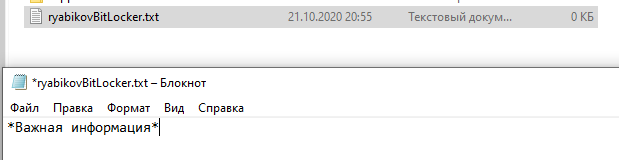 ryabikovBitLocker.txt 21.10.2020 20:55 Текстовый докум... 0 КБ
*ryabikovBitLocker.txt – Блокнот
Файл Правка Формат Вид Справка
*Важная информация*